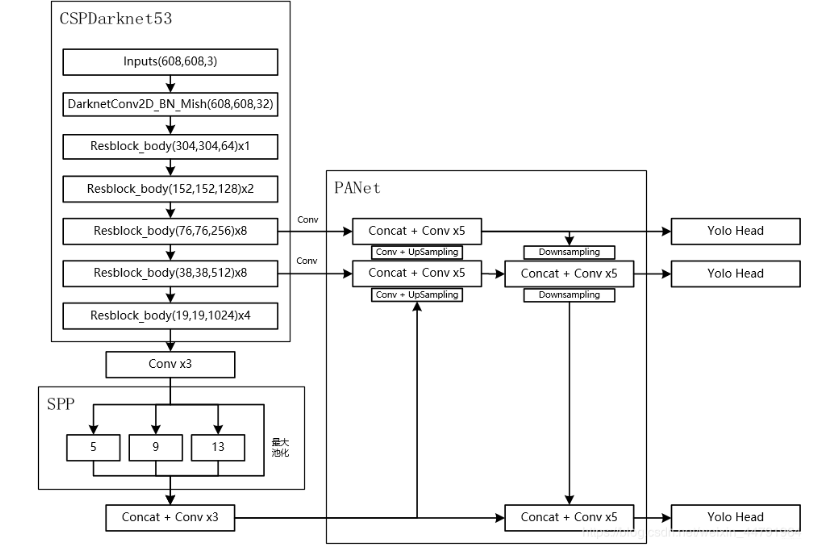 CSPDarknet53
Inputs(608,608,3)
DarknetConv2D_BN_Mish(608,608,32)
Resblock_body(304,304,64)x1
Resblock_body(152,152,128)x2
Resblock_body(76,76,256)x8
Resblock_body(38,38,512)x8
Resblock_body(19,19,1024)x4
Conv x3
SPP
5
9
13
最大
池化
Concat + Conv x3
Conv
Conv
PANet
Concat + Conv x5
Conv + UpSampling
Concat + Conv x5
Conv + UpSampling
Downsampling
Concat + Conv x5
Downsampling
Concat + Conv x5
Yolo Head
Yolo Head
Yolo Head